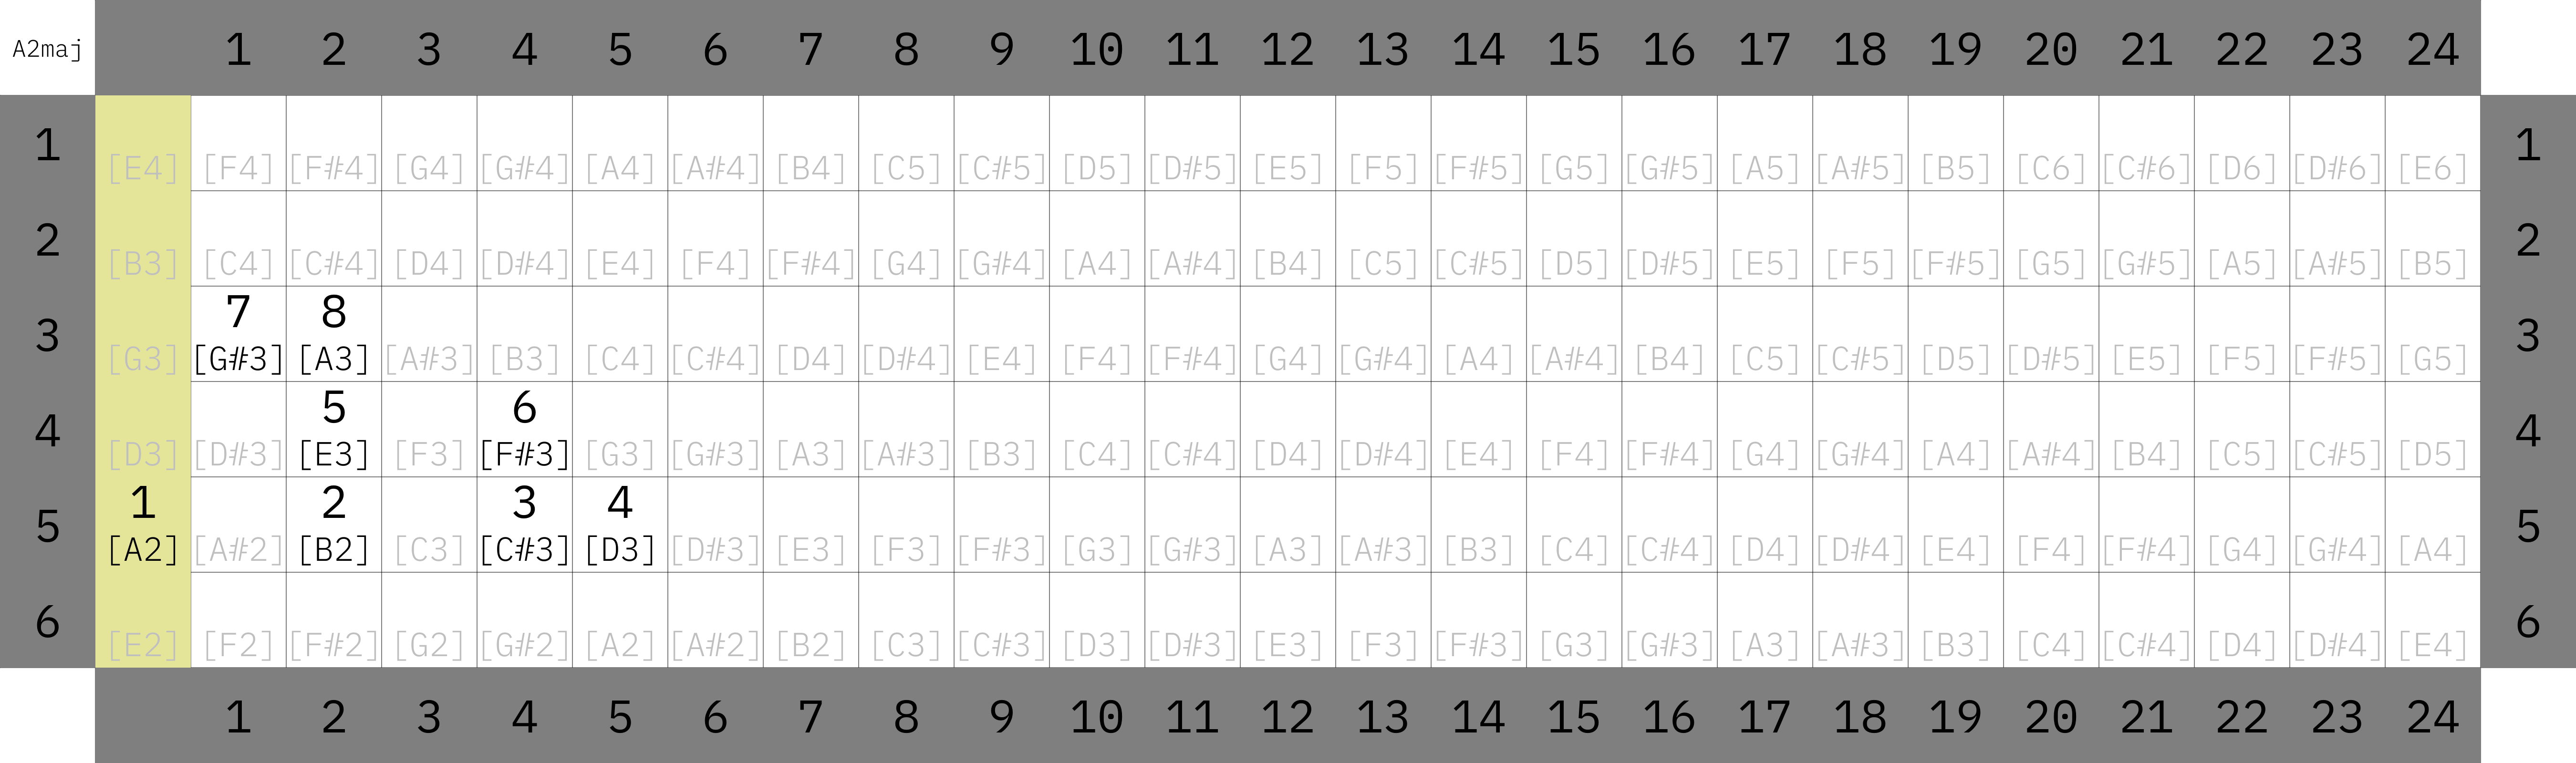 A2maj 1 2 3 4 5 6 7 8 9 10 11 12 13 14 15 16 17 18 19 20 21 22 23 24
1 [E4] [F4] [F#4] [G4] [G#4] [A4] [A#4] [B4] [C5] [C#5] [D5] [D#5] [E5] [F5] [F#5] [G5] [G#5] [A5] [A#5] [B5] [C6] [C#6] [D6] [D#6] [E6] 1
2 [B3] [C4] [C#4] [D4] [D#4] [E4] [F4] [F#4] [G4] [G#4] [A4] [A#4] [B4] [C5] [C#5] [D5] [D#5] [E5] [F5] [F#5] [G5] [G#5] [A5] [A#5] [B5] 2
7 8
3 [G3] [G#3] [A3] [A#3] [B3] [C4] [C#4] [D4] [D#4] [E4] [F4] [F#4] [G4] [G#4] [A4] [A#4] [B4] [C5] [C#5] [D5] [D#5] [E5] [F5] [F#5] [G5] 3
5 6
4 [D3] [D#3] [E3] [F3] [F#3] [G3] [G#3] [A3] [A#3] [B3] [C4] [C#4] [D4] [D#4] [E4] [F4] [F#4] [G4] [G#4] [A4] [A#4] [B4] [C5] [C#5] [D5] 4
1 2 3 4
5 [A2] [A#2] [B2] [C3] [C#3] [D3] [D#3] [E3] [F3] [F#3] [G3] [G#3] [A3] [A#3] [B3] [C4] [C#4] [D4] [D#4] [E4] [F4] [F#4] [G4] [G#4] [A4] 5
6 [E2] [F2] [F#2] [G2] [G#2] [A2] [A#2] [B2] [C3] [C#3] [D3] [D#3] [E3] [F3] [F#3] [G3] [G#3] [A3] [A#3] [B3] [C4] [C#4] [D4] [D#4] [E4] 6
1 2 3 4 5 6 7 8 9 10 11 12 13 14 15 16 17 18 19 20 21 22 23 24